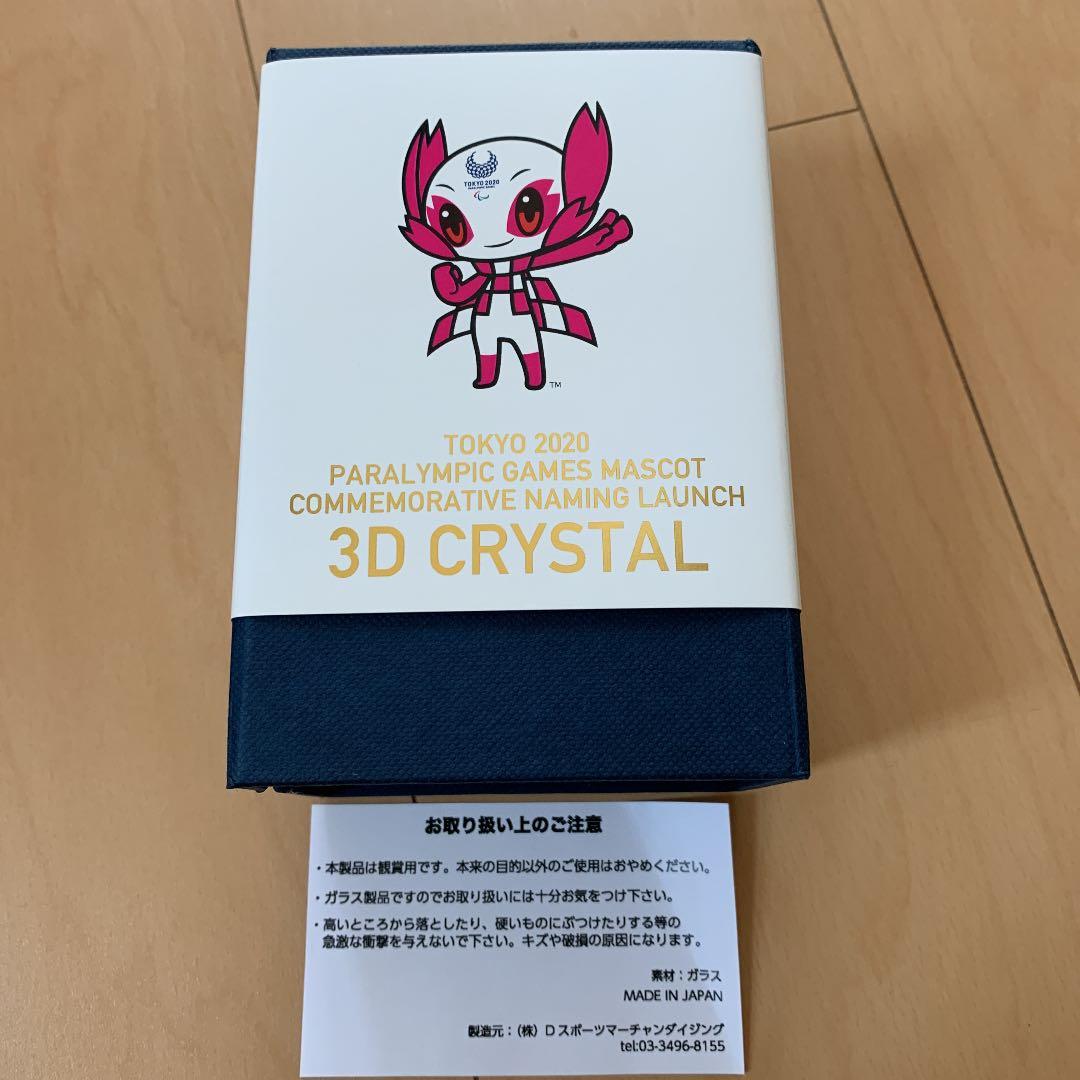 TOKYO 2020
PARALYMPIC GAMES
TM
TOKYO 2020
PARALYMPIC GAMES MASCOT
COMMEMORATIVE NAMING LAUNCH
3D CRYSTAL
お取り扱い上のご注意
・本製品は観賞用です。本来の目的以外のご使用はおやめください。
・ガラス製品ですのでお取り扱いには十分お気をつけ下さい。
・高いところから落としたり、硬いものにぶつけたりする等の
急激な衝撃を与えないで下さい。キズや破損の原因になります。
素材：ガラス
MADE IN JAPAN
製造元：（株）Dスポーツマーチャンダイジング
tel:03-3496-8155